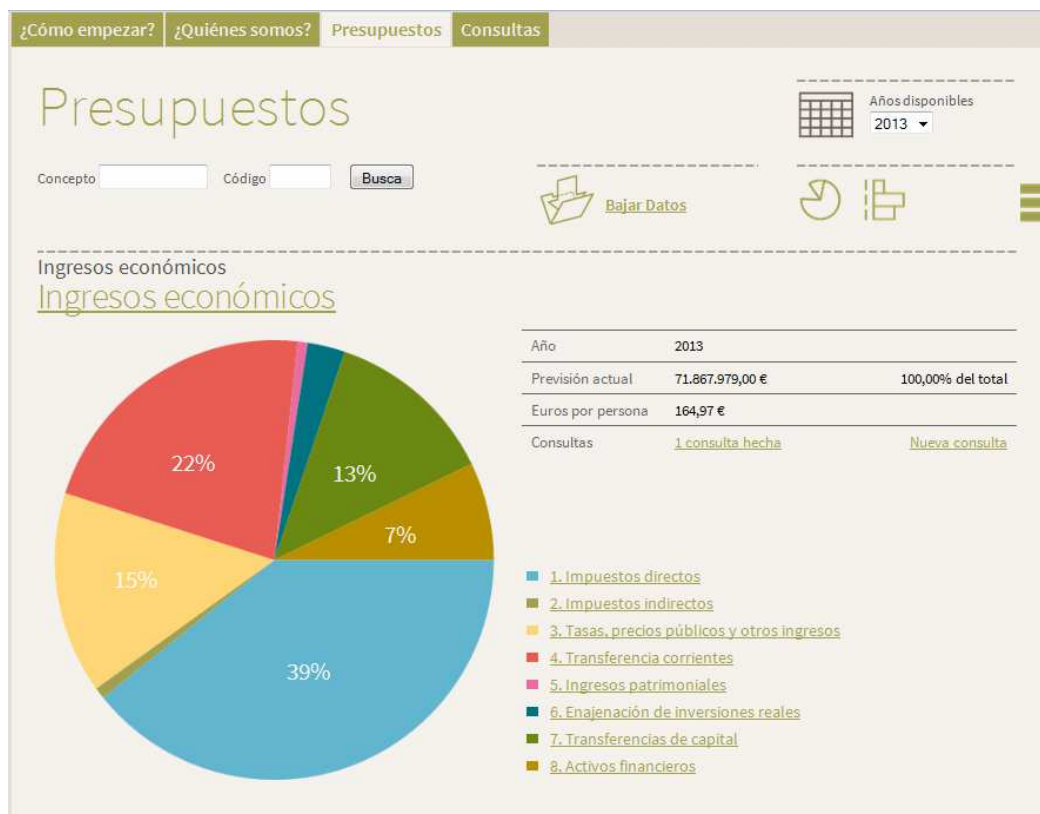 ¿Cómo empezar? ¿Quiénes somos? Presupuestos Consultas
Presupuestos
Años disponibles
2013
Concepto Código Busca
Bajar Datos
Ingresos económicos
Ingresos económicos
Año 2013
Previsión actual 71.867.979,00 € 100,00% del total
Euros por persona 164,97 €
Consultas 1 consulta hecha Nueva consulta
22%
13%
7%
15%
39%
1. Impuestos directos
2. Impuestos indirectos
3. Tasas, precios públicos y otros ingresos
4. Transferencia corrientes
5. Ingresos patrimoniales
6. Enajenación de inversiones reales
7. Transferencias de capital
8. Activos financieros